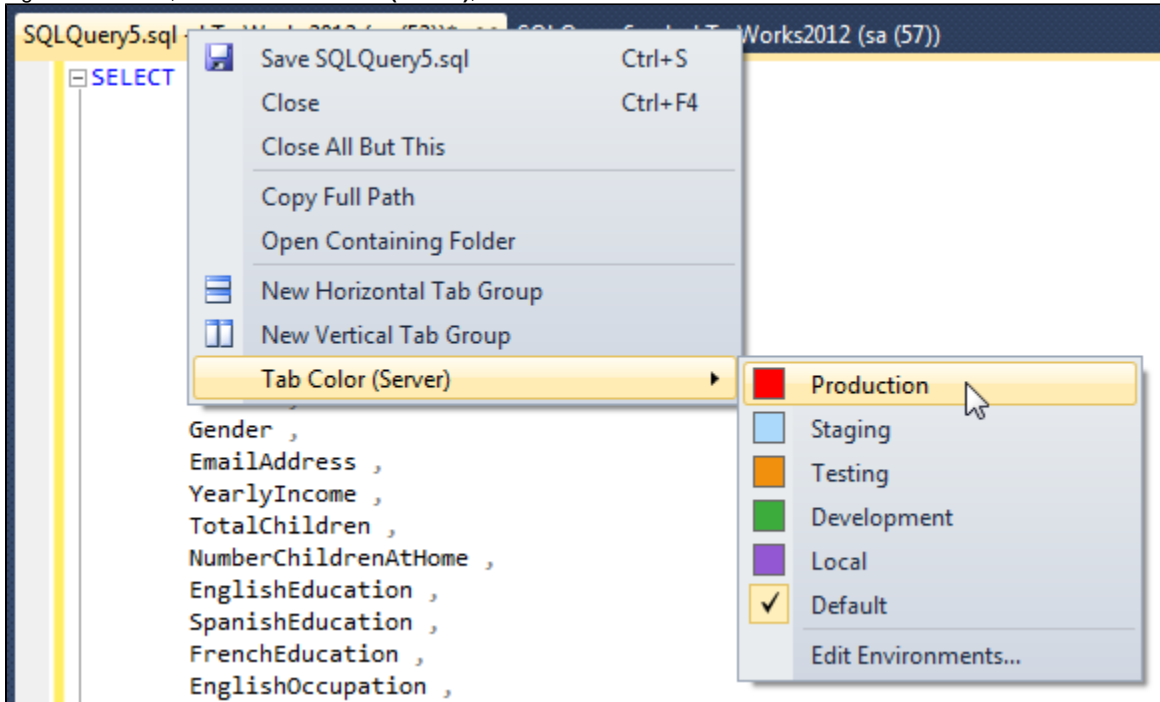 SQLQuery5.sql Works2012 (sa (57))
SELECT
Save SQLQuery5.sql Ctrl+S
Close Ctrl+F4
Close All But This
Copy Full Path
Open Containing Folder
New Horizontal Tab Group
New Vertical Tab Group
Tab Color (Server)
Production
Staging
Testing
Development
Local
Default
Edit Environments...
Gender ,
EmailAddress ,
YearlyIncome ,
TotalChildren ,
NumberChildrenAtHome ,
EnglishEducation ,
SpanishEducation ,
FrenchEducation ,
EnglishOccupation ,